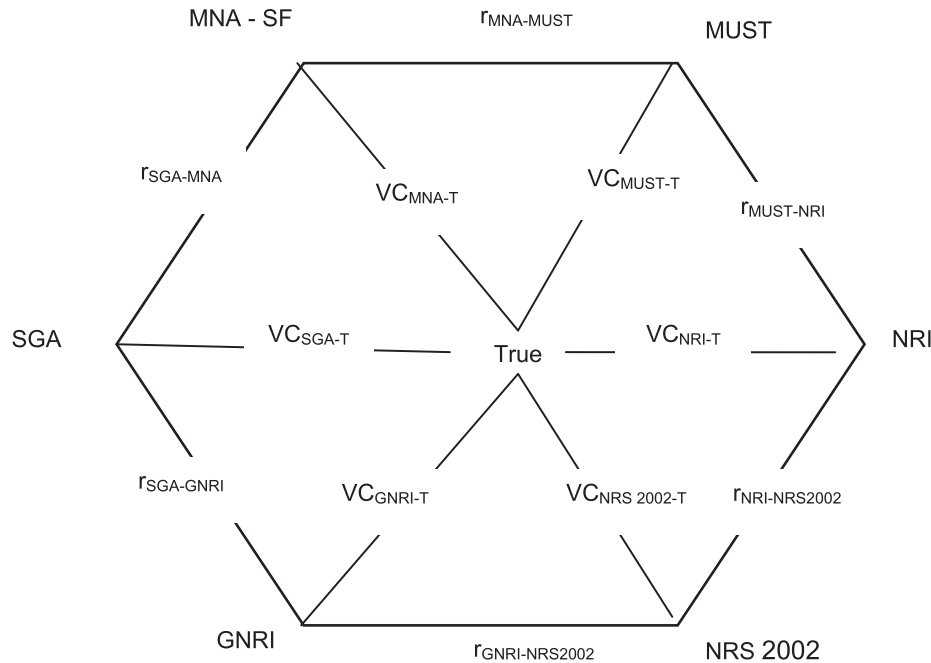 MNA - SF
rMNA-MUST
MUST
rSGA-MNA
VCMNA-T
VCMUST-T
rMUST-NRI
SGA
VCSGA-T
True
VCNRI-T
NRI
rSGA-GNRI
VCGNRI-T
VCNRS 2002-T
rNRI-NRS2002
GNRI
rGNRI-NRS2002
NRS 2002